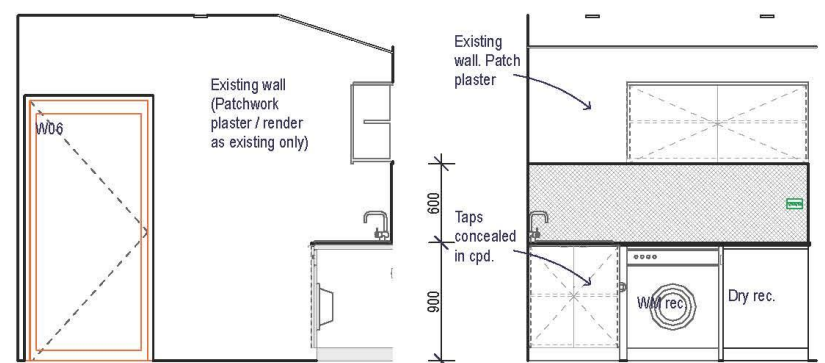 Existing wall
(Patchwork
plaster / render
as existing only)
W06
Existing
wall. Patch
plaster
600
Taps
concealed
in cpd.
900
WM rec.
Dry rec.